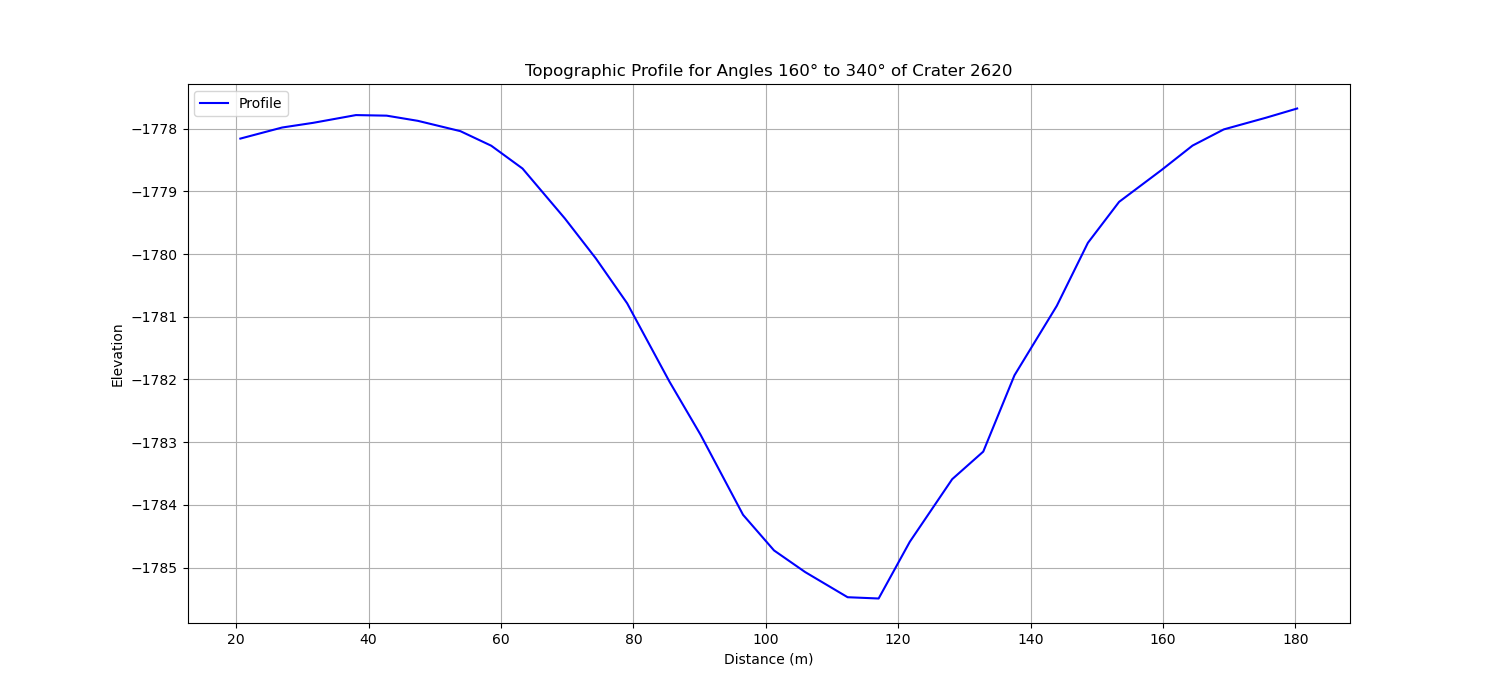 Topographic Profile for Angles 160° to 340° of Crater 2620
Profile
−1778
−1779
−1780
−1781
−1782
−1783
−1784
−1785
Elevation
20 40 60 80 100 120 140 160 180
Distance (m)